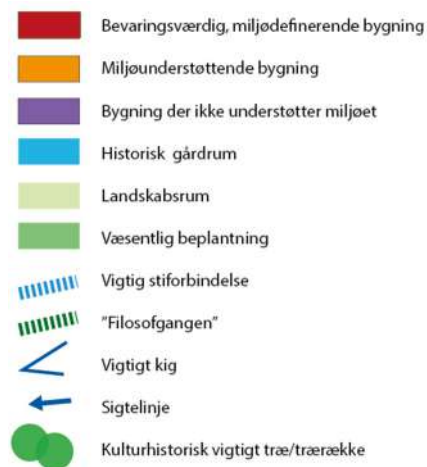 Bevaringsværdig, miljødefinerende bygning
Miljøunderstøttende bygning
Bygning der ikke understøtter miljøet
Historisk gårdrum
Landskabsrum
Væsentlig beplantning
Vigtig stiforbindelse
”Filosofgangen”
Vigtigt kig
Sigtelinje
Kulturhistorisk vigtigt træ/trærække